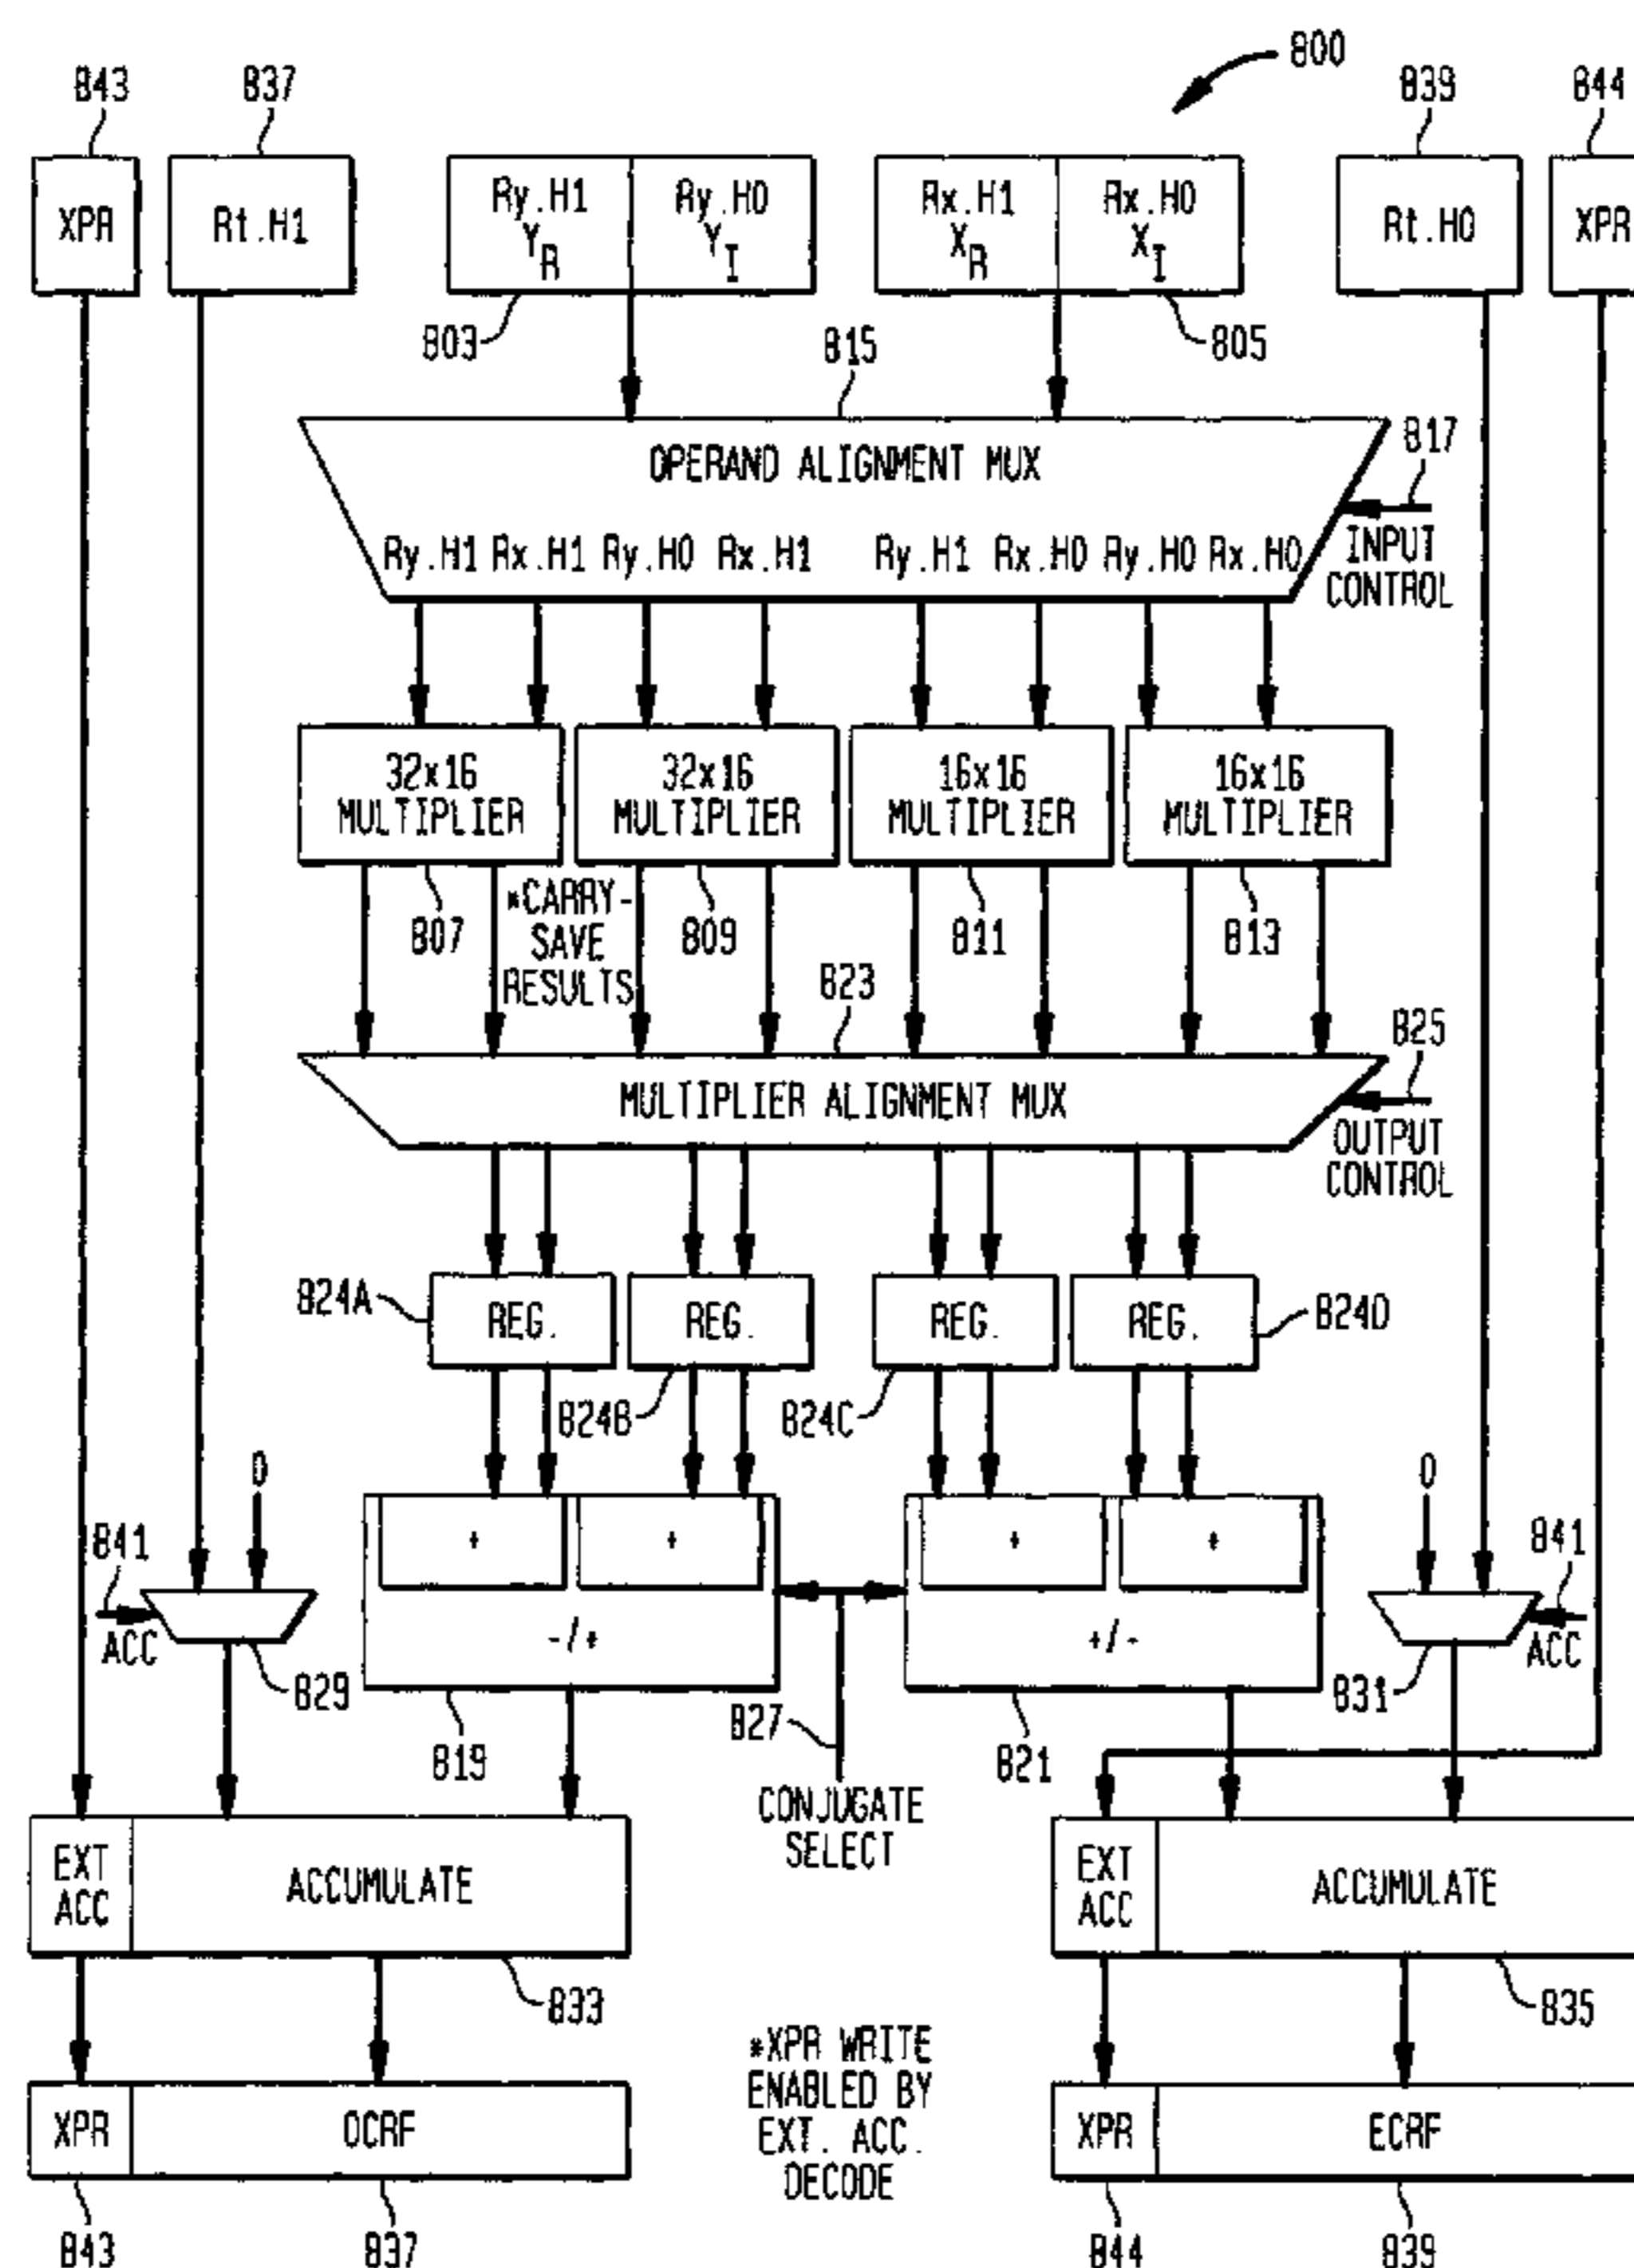 800
843
837
839
844
XPR
Rt.H1
Ry.H1
YR
Ry.H0
YI
Rx.H1
XR
Rx.H0
XI
Rt.H0
XPR
803
815
805
817
OPERAND ALIGNMENT MUX
INPUT
CONTROL
Ry.H1 Rx.H1 Ry.H0 Rx.H1 Ry.H1 Rx.H0 Ry.H0 Rx.H0
32x16
MULTIPLIER
32x16
MULTIPLIER
16x16
MULTIPLIER
16x16
MULTIPLIER
807
*CARRY-
SAVE
RESULTS
809
811
813
823
825
MULTIPLIER ALIGNMENT MUX
OUTPUT
CONTROL
824A
REG.
REG.
REG.
REG.
824D
824B
824C
0
0
841
841
+
+
+
+
ACC
-/+
+/-
ACC
829
831
819
827
821
CONJUGATE
SELECT
EXT
ACC
ACCUMULATE
EXT
ACC
ACCUMULATE
833
835
*XPR WRITE
ENABLED BY
EXT. ACC.
DECODE
XPR
OCRF
XPR
ECRF
843
837
844
839